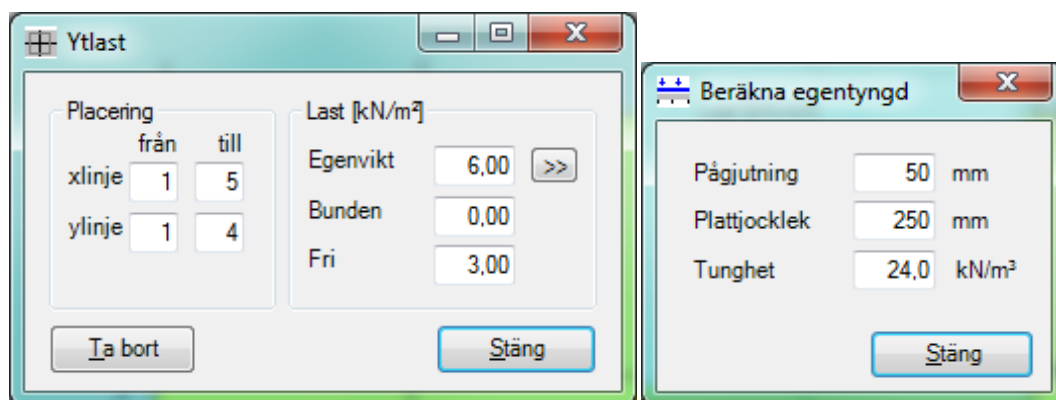 Ytlast
Placering
från till
xlinje 1 5
ylinje 1 4
Last [kN/m²]
Egenvikt 6,00 >>
Bunden 0,00
Fri 3,00
Ta bort
Stäng
Beräkna egentyngd
Pågjutning 50 mm
Plattjocklek 250 mm
Tunghet 24,0 kN/m³
Stäng